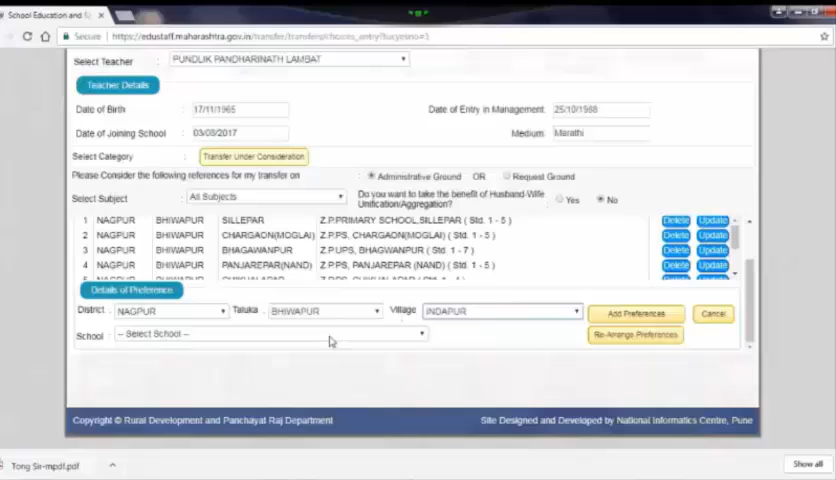 School Education and S
Secure https://edustaff.maharashtra.gov.in/transfer/transfers/choices_entry?
Select Teacher : PUNDLIK PANDHARINATH LAMBAT
Teacher Details
Date of Birth : 17/11/1965 Date of Entry in Management: 25/10/1988
Date of Joining School : 03/08/2017 Medium: Marathi
Select Category : Transfer Under Consideration
Please Consider the following references for my transfer on : Administrative Ground OR Request Ground
Select Subject : All Subjects Do you want to take the benefit of Husband-Wife Yes No
Unification/Aggregation?
1 NAGPUR BHIWAPUR SILLEPAR Z.P.PRIMARY SCHOOL,SILLEPAR ( Std. 1 - 5 ) Delete Update
2 NAGPUR BHIWAPUR CHARGAON(MOGLAI) Z.P.PS, CHARGAON(MOGLAI) ( Std. 1 - 5 ) Delete Update
3 NAGPUR BHIWAPUR BHAGAWANPUR Z.P.UPS, BHAGWANPUR ( Std. 1 - 7 ) Delete Update
4 NAGPUR BHIWAPUR PANJAREPAR(NAND) Z.P.PS, PANJAREPAR (NAND) ( Std. 1 - 5 ) Delete Update
Details of Preference
District : NAGPUR Taluka : BHIWAPUR Village : INDAPUR Add Preferences Cancel
School : -- Select School -- Re-Arrange Preferences
Copyright © Rural Development and Panchayat Raj Department Site Designed and Developed by National Informatics Centre, Pune
Tong Sir-mpdf.pdf Show all